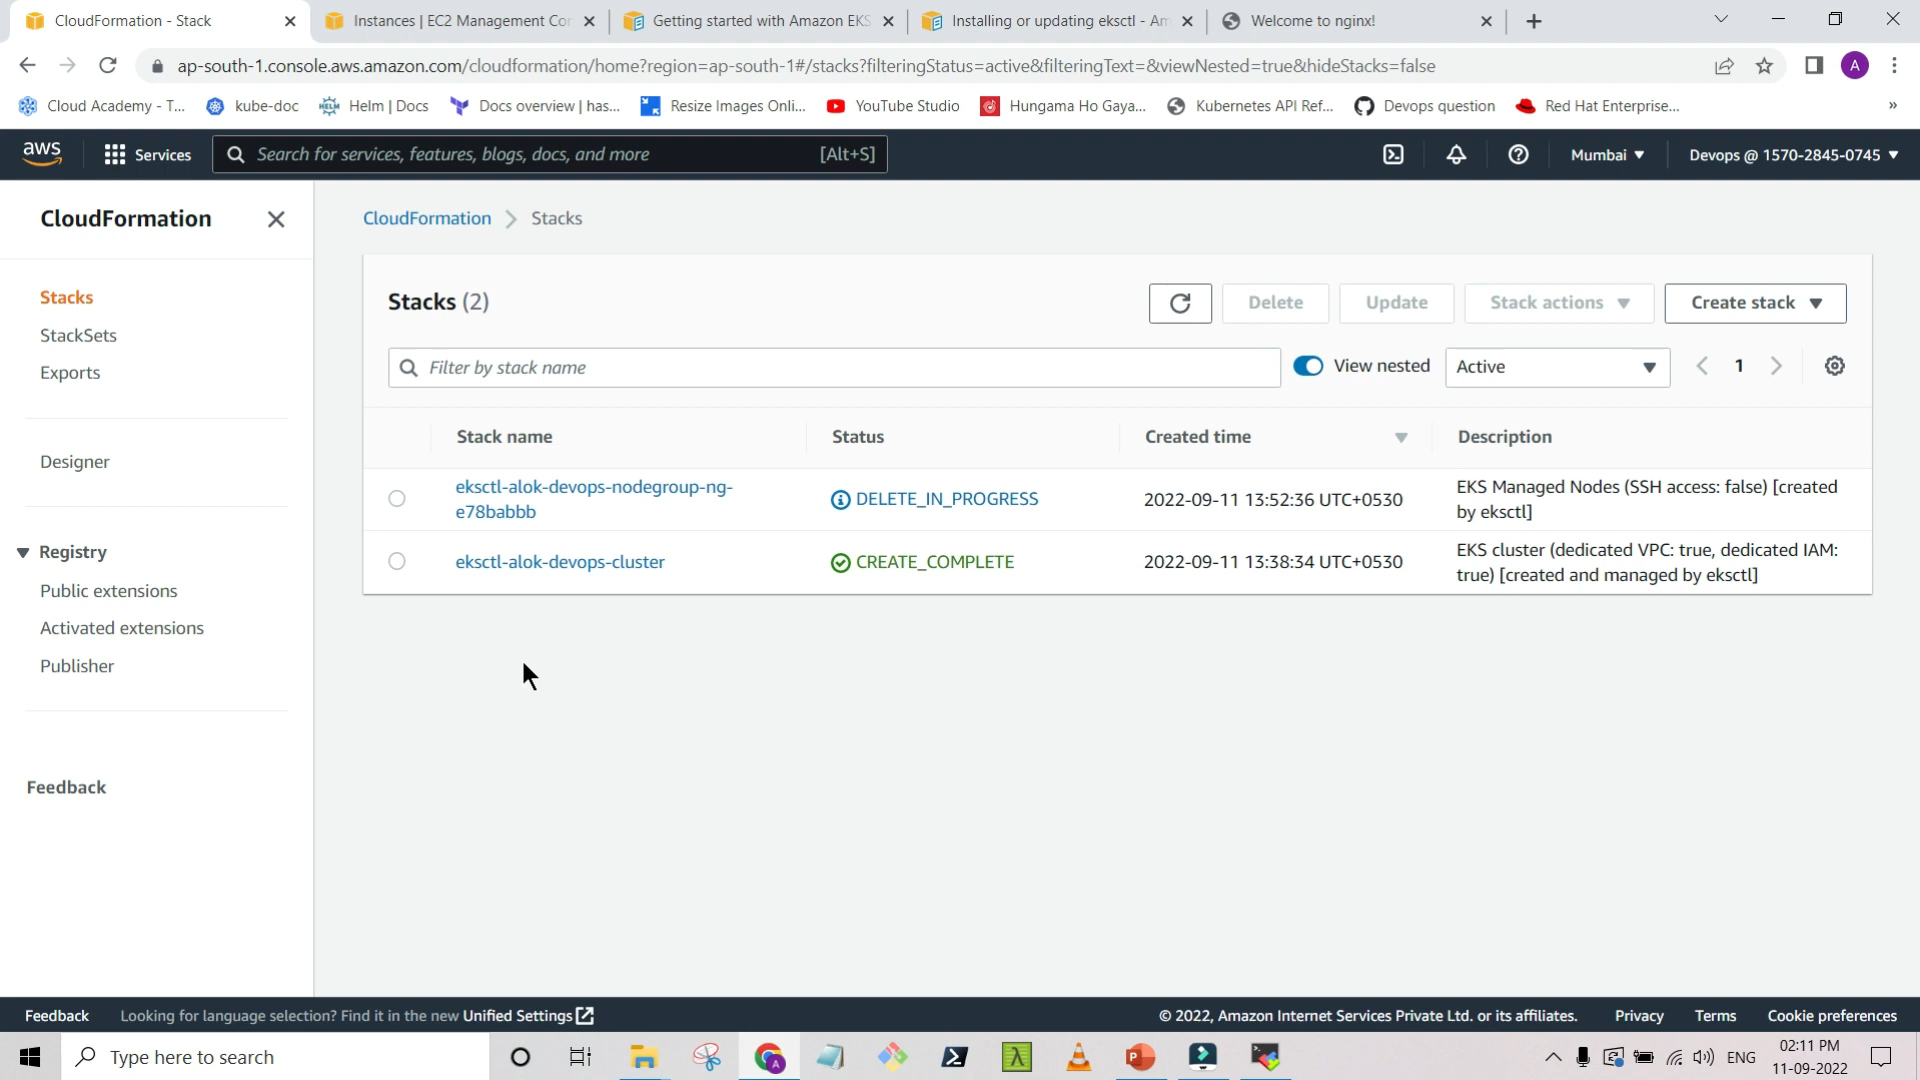 CloudFormation - Stack
Instances | EC2 Management Con
Getting started with Amazon EKS
Installing or updating eksctl - Am
Welcome to nginx!
ap-south-1.console.aws.amazon.com/cloudformation/home?region=ap-south-1#/stacks?filteringStatus=active&filteringText=&viewNested=true&hideStacks=false
A
Cloud Academy - T...
kube-doc
Helm | Docs
Docs overview | has...
Resize Images Onli...
YouTube Studio
Hungama Ho Gaya...
Kubernetes API Ref...
Devops question
Red Hat Enterprise...
»
aws
Services
Search for services, features, blogs, docs, and more
[Alt+S]
Mumbai
Devops @ 1570-2845-0745
CloudFormation
Stacks
StackSets
Exports
Designer
Registry
Public extensions
Activated extensions
Publisher
Feedback
CloudFormation
Stacks
Stacks (2)
Delete
Update
Stack actions
Create stack
Filter by stack name
View nested
Active
1
Stack name
Status
Created time
Description
eksctl-alok-devops-nodegroup-ng-
e78babbb
DELETE_IN_PROGRESS
2022-09-11 13:52:36 UTC+0530
EKS Managed Nodes (SSH access: false) [created
by eksctl]
eksctl-alok-devops-cluster
CREATE_COMPLETE
2022-09-11 13:38:34 UTC+0530
EKS cluster (dedicated VPC: true, dedicated IAM:
true) [created and managed by eksctl]
Feedback
Looking for language selection? Find it in the new Unified Settings
© 2022, Amazon Internet Services Private Ltd. or its affiliates.
Privacy
Terms
Cookie preferences
Type here to search
ENG
02:11 PM
11-09-2022